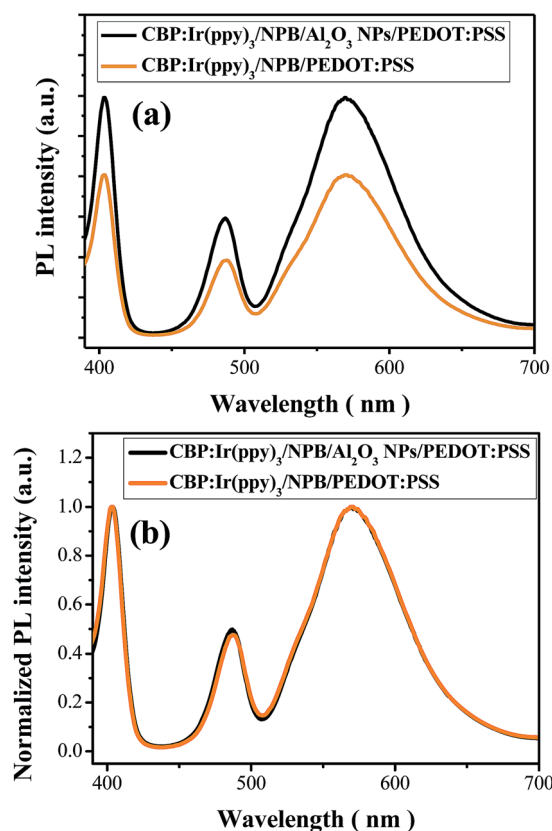 CBP:Ir(ppy)₃/NPB/Al₂O₃ NPs/PEDOT:PSS
CBP:Ir(ppy)₃/NPB/PEDOT:PSS
(a)
PL intensity (a.u.)
400 500 600 700
Wavelength ( nm )
CBP:Ir(ppy)₃/NPB/Al₂O₃ NPs/PEDOT:PSS
CBP:Ir(ppy)₃/NPB/PEDOT:PSS
(b)
Normalized PL intensity (a.u.)
1.2
1.0
0.8
0.6
0.4
0.2
0.0
400 500 600 700
Wavelength ( nm )